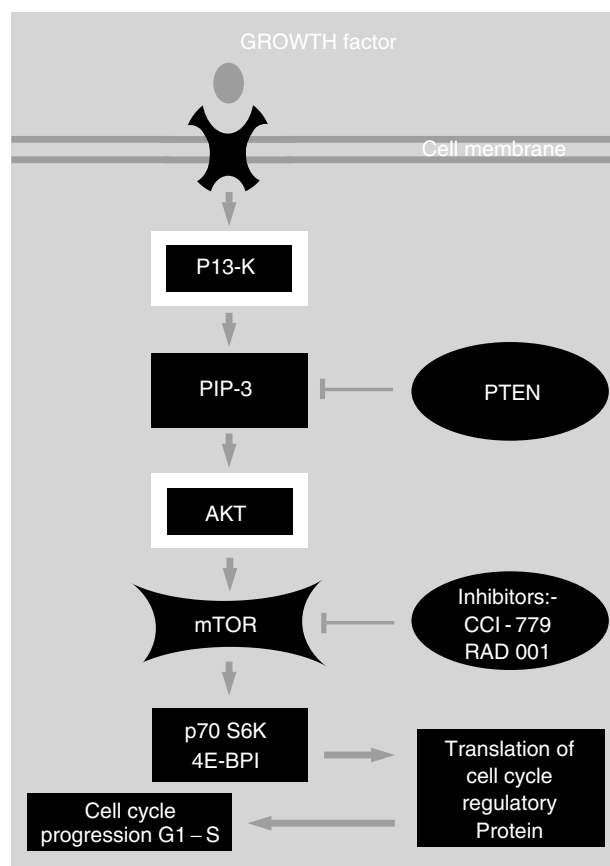 GROWTH factor
Cell membrane
P13-K
PIP-3
PTEN
AKT
mTOR
Inhibitors:-
CCI - 779
RAD 001
p70 S6K
4E-BPI
Translation of
cell cycle
regulatory
Protein
Cell cycle
progression G1 – S